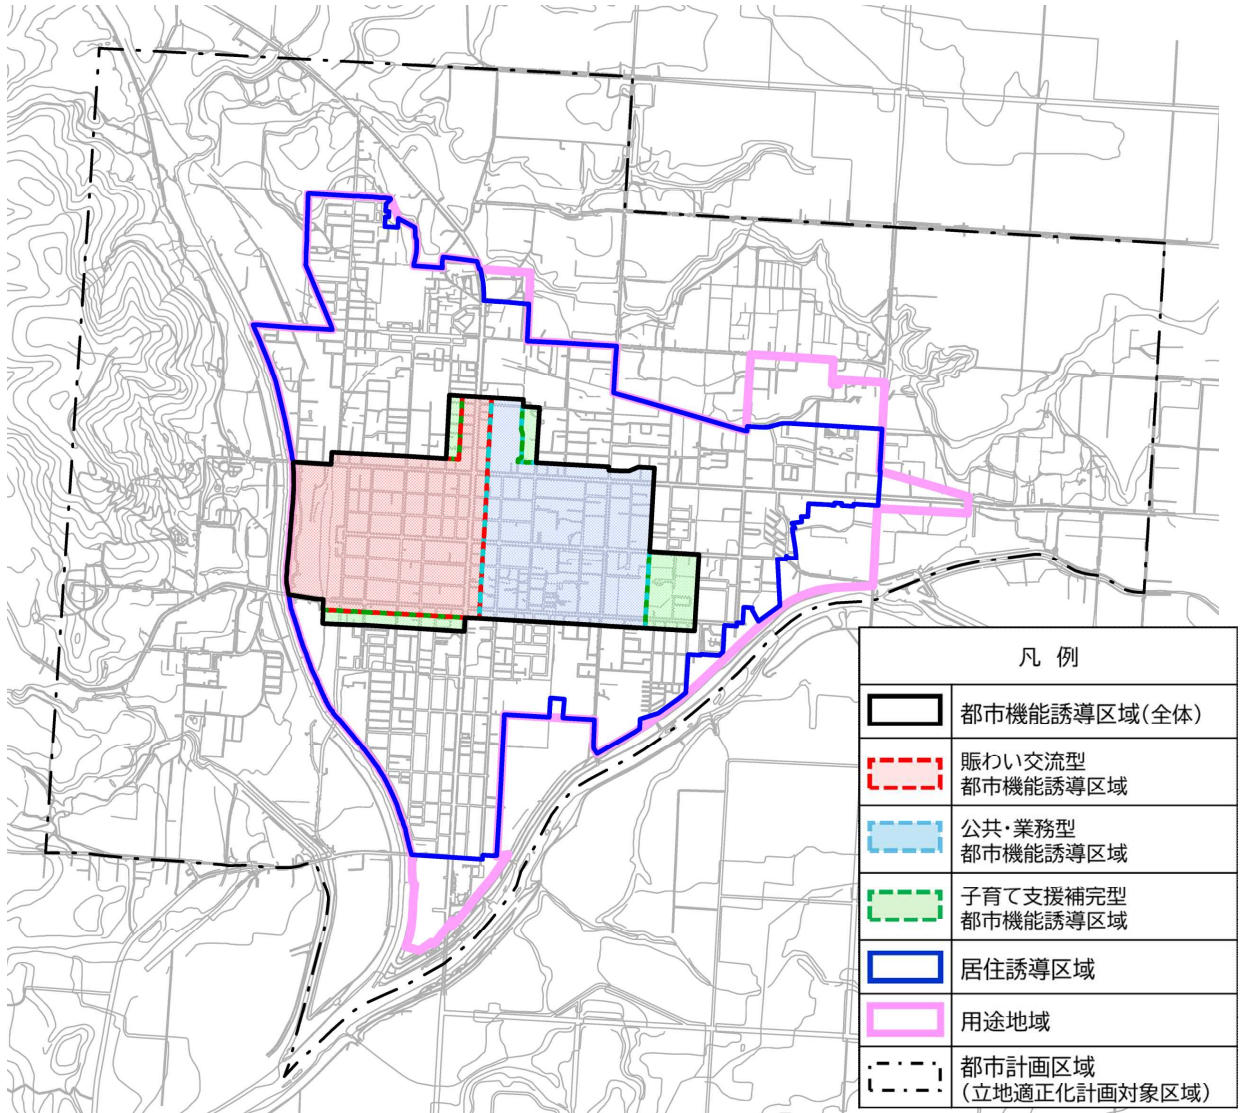 凡 例
都市機能誘導区域(全体)
賑わい交流型
都市機能誘導区域
公共・業務型
都市機能誘導区域
子育て支援補完型
都市機能誘導区域
居住誘導区域
用途地域
都市計画区域
(立地適正化計画対象区域)